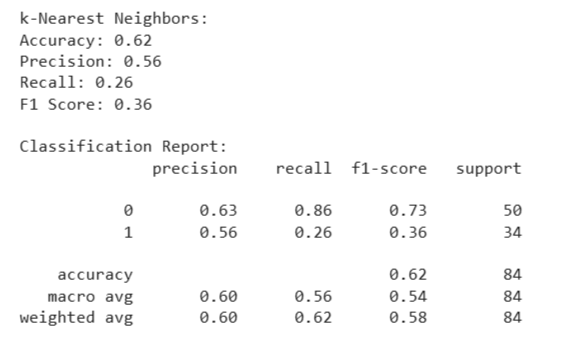 k-Nearest Neighbors:
Accuracy: 0.62
Precision: 0.56
Recall: 0.26
F1 Score: 0.36
Classification Report:
precision recall f1-score support
0 0.63 0.86 0.73 50
1 0.56 0.26 0.36 34
accuracy 0.62 84
macro avg 0.60 0.56 0.54 84
weighted avg 0.60 0.62 0.58 84